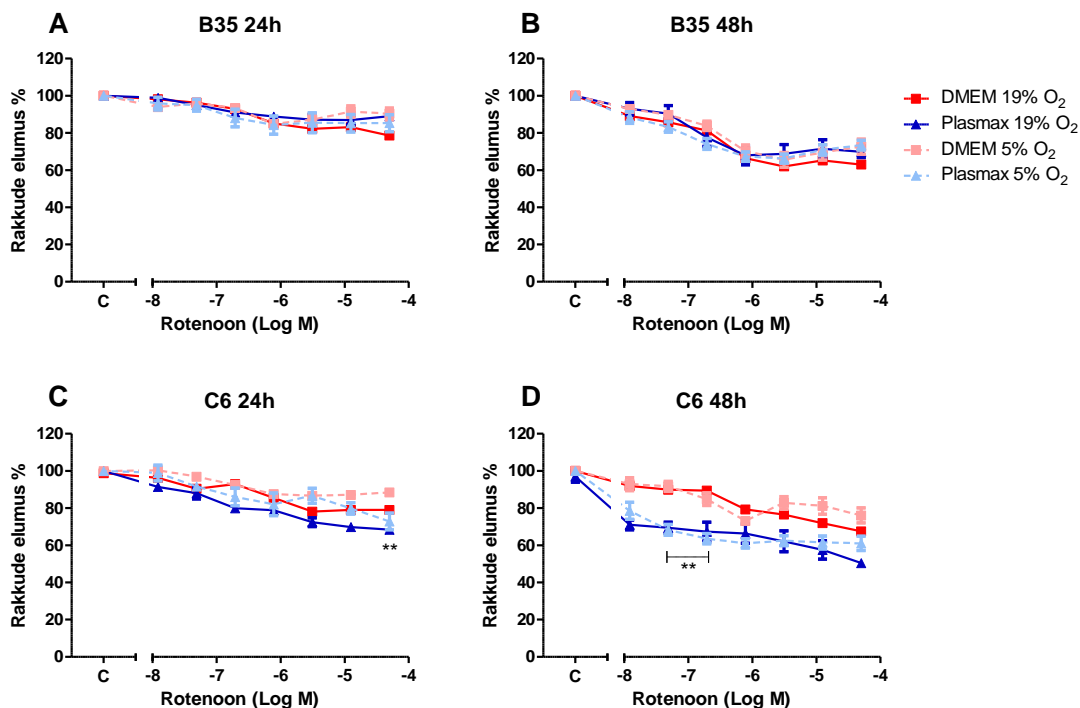 A
B35 24h
Rakkude elumus %
120
100
80
60
40
20
0
C
-8
-7
-6
-5
-4
Rotenoon (Log M)
B
B35 48h
Rakkude elumus %
120
100
80
60
40
20
0
C
-8
-7
-6
-5
-4
Rotenoon (Log M)
DMEM 19% O₂
Plasmax 19% O₂
DMEM 5% O₂
Plasmax 5% O₂
C
C6 24h
Rakkude elumus %
120
100
80
60
40
20
0
**
C
-8
-7
-6
-5
-4
Rotenoon (Log M)
D
C6 48h
Rakkude elumus %
120
100
80
60
40
20
0
**
C
-8
-7
-6
-5
-4
Rotenoon (Log M)